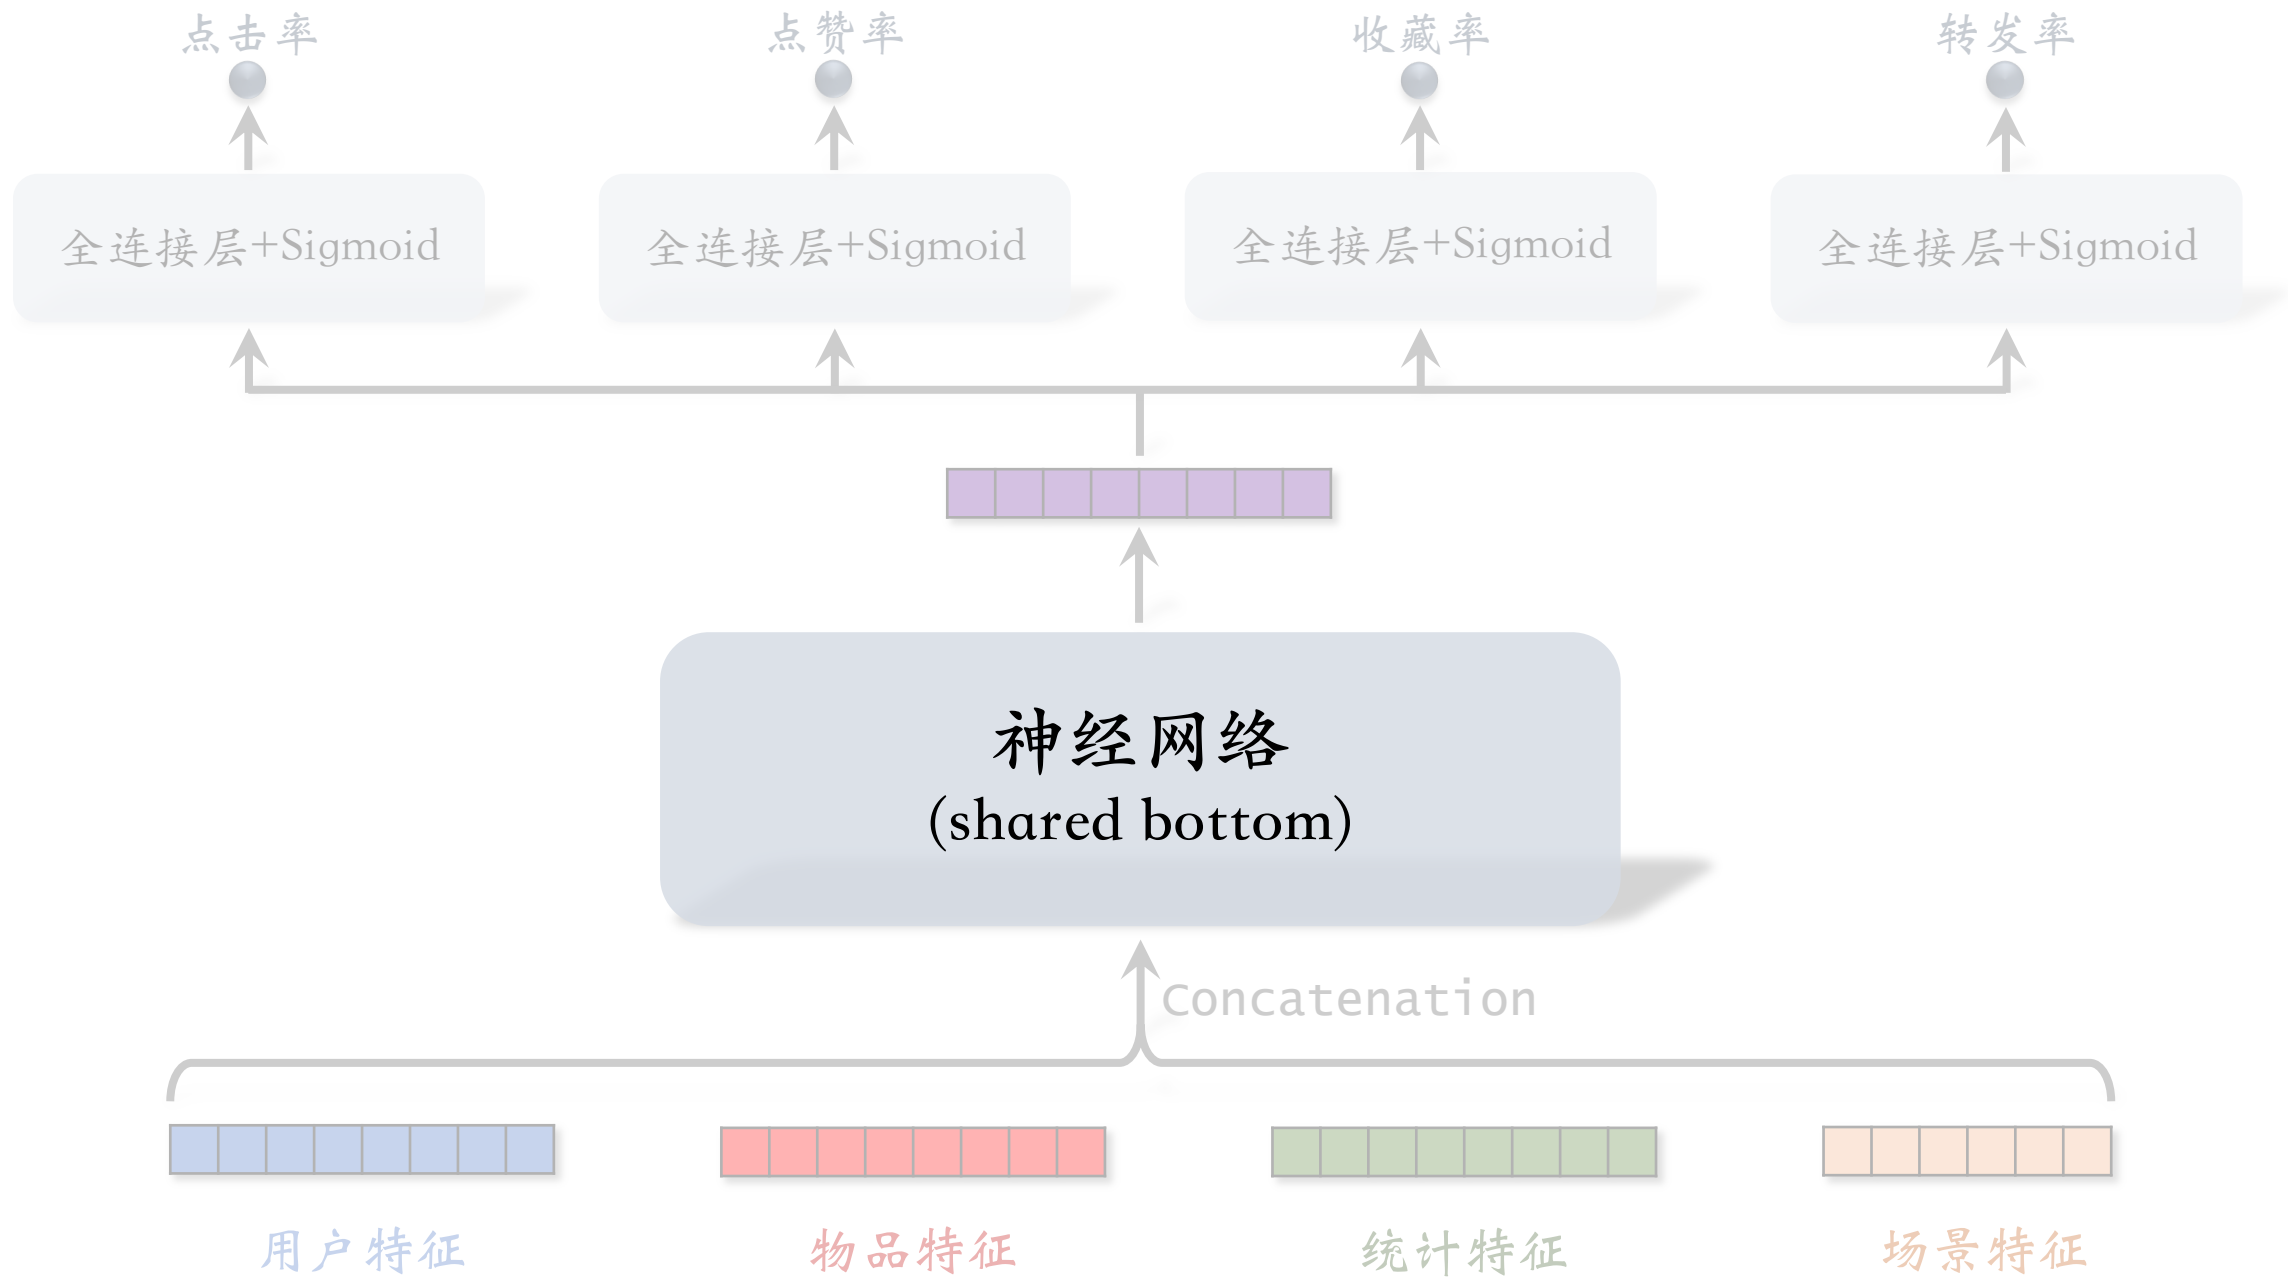 点击率
点赞率
收藏率
转发率
全连接层+Sigmoid
全连接层+Sigmoid
全连接层+Sigmoid
全连接层+Sigmoid
神经网络
(shared bottom)
Concatenation
用户特征
物品特征
统计特征
场景特征